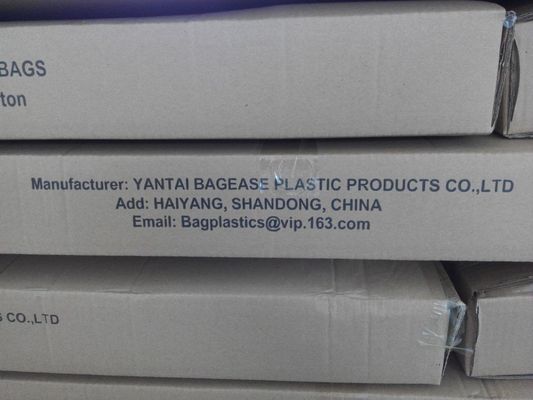 BAGS
ton
Manufacturer: YANTAI BAGEASE PLASTIC PRODUCTS CO.,LTD
Add: HAIYANG, SHANDONG, CHINA
Email: Bagplastics@vip.163.com
CO.,LTD